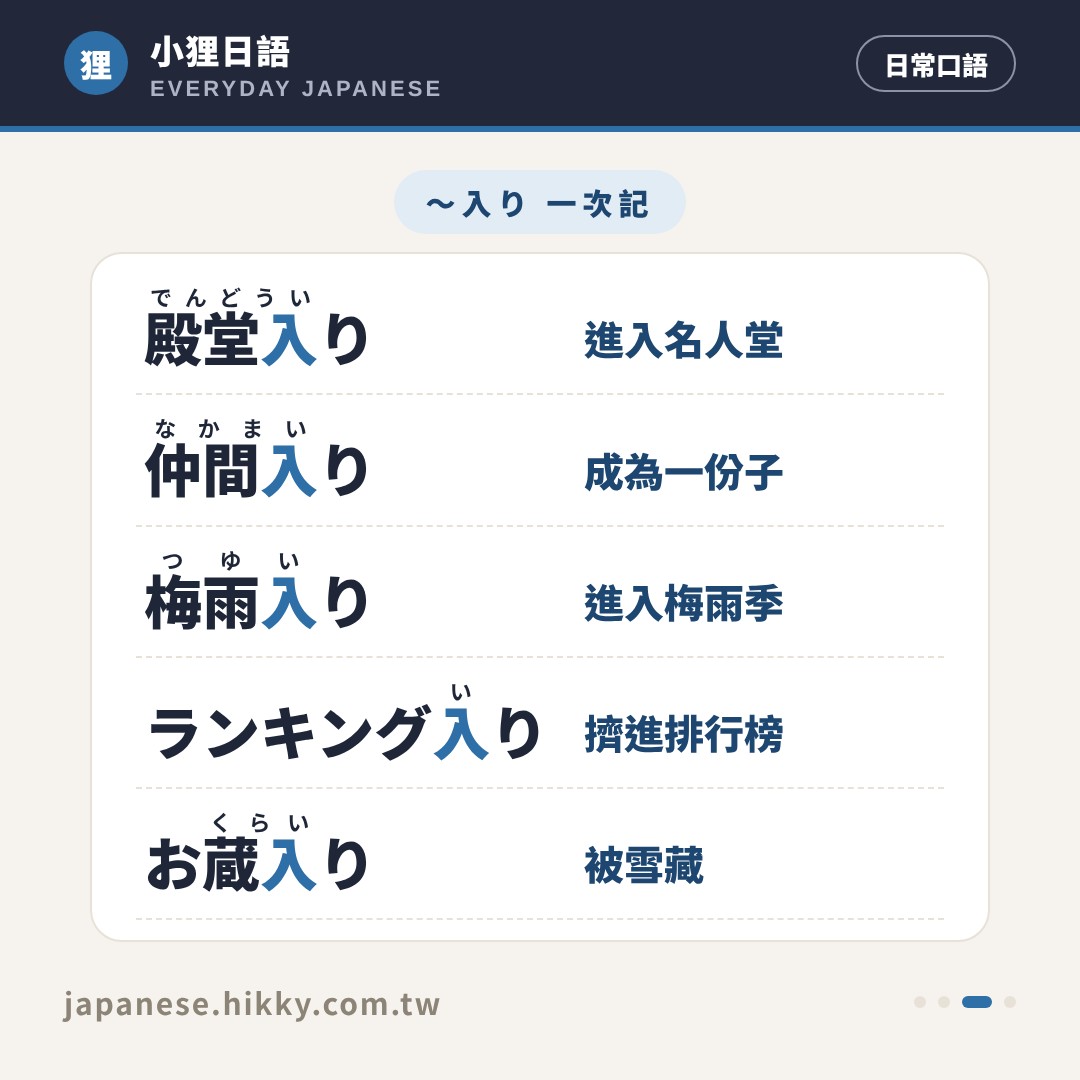 狸
小狸日語
EVERYDAY JAPANESE
日常口語
〜入り 一次記
でんどうい
殿堂入り
進入名人堂
なかまい
仲間入り
成為一份子
つゆい
梅雨入り
進入梅雨季
い
ランキング入り
擠進排行榜
くらい
お蔵入り
被雪藏
japanese.hikky.com.tw